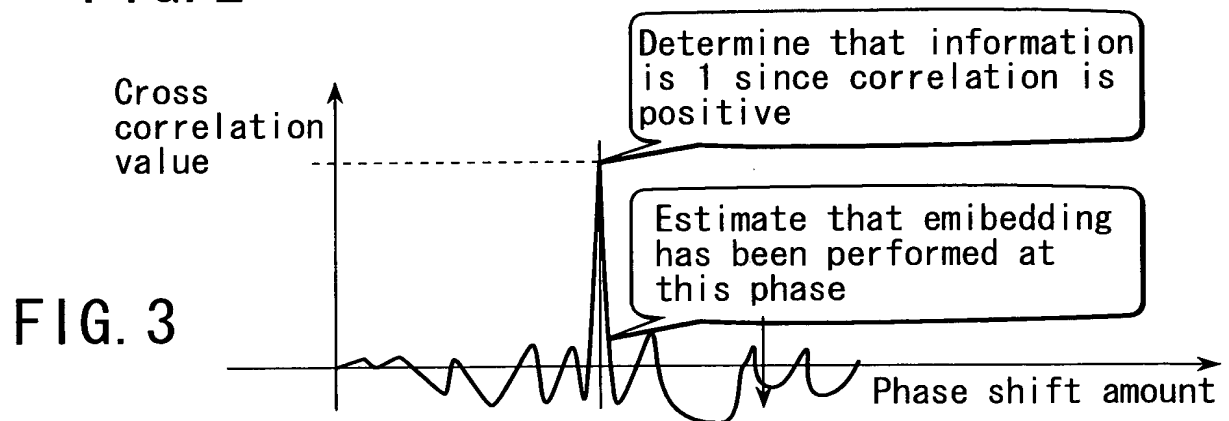 Determine that information
is 1 since correlation is
positive
Cross
correlation
value
Estimate that emibedding
has been performed at
this phase
FIG. 3
Phase shift amount